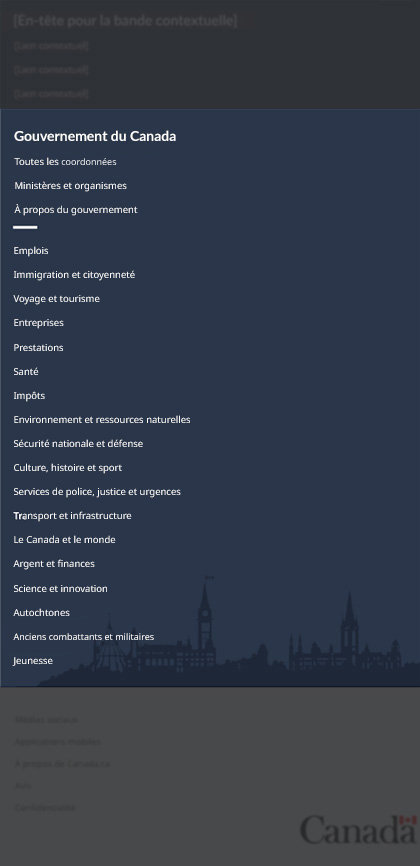 [En-tête pour la bande contextuelle]
[Lien contextuel]
[Lien contextuel]
[Lien contextuel]
Gouvernement du Canada
Toutes les coordonnées
Ministères et organismes
À propos du gouvernement
Emplois
Immigration et citoyenneté
Voyage et tourisme
Entreprises
Prestations
Santé
Impôts
Environnement et ressources naturelles
Sécurité nationale et défense
Culture, histoire et sport
Services de police, justice et urgences
Transport et infrastructure
Le Canada et le monde
Argent et finances
Science et innovation
Autochtones
Anciens combattants et militaires
Jeunesse
Médias sociaux
Applications mobiles
À propos de Canada.ca
Avis
Confidentialité
Canada